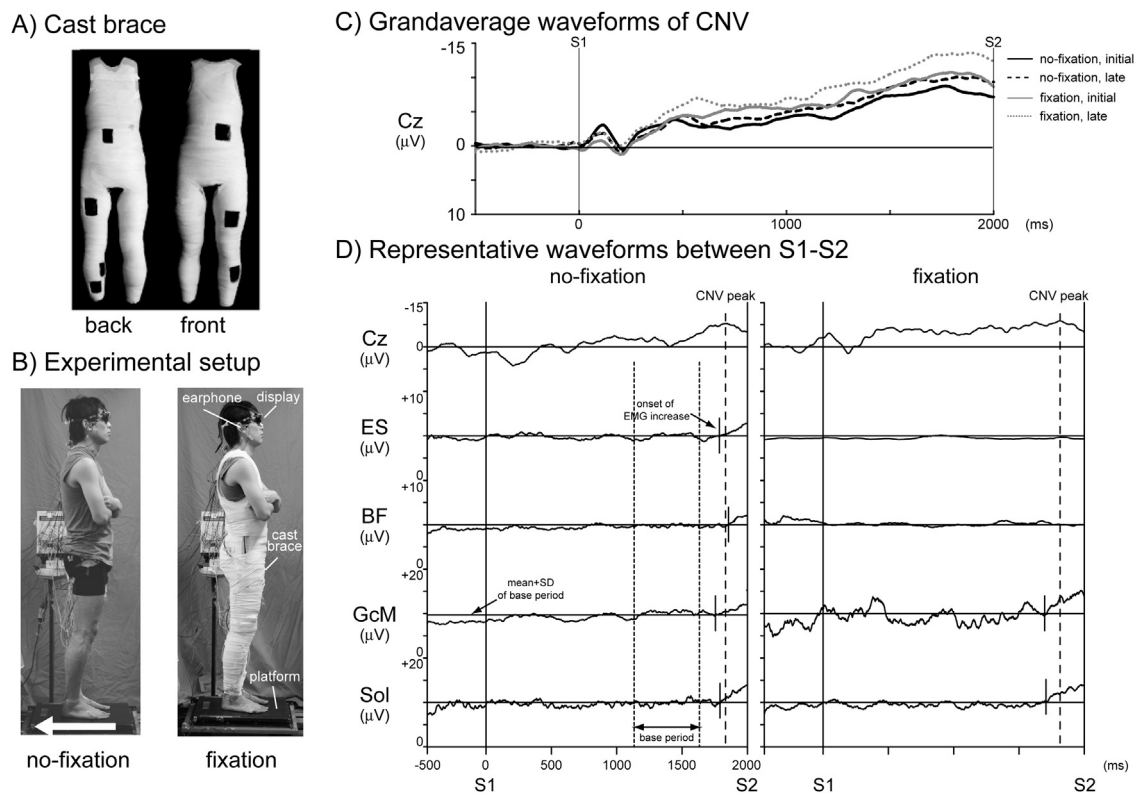 A) Cast brace
back
front
B) Experimental setup
earphone
display
cast
brace
platform
no-fixation
fixation
C) Grandaverage waveforms of CNV
S1
S2
-15
Cz
(μV)
0
10
0
1000
2000
(ms)
no-fixation, initial
no-fixation, late
fixation, initial
fixation, late
D) Representative waveforms between S1-S2
no-fixation
fixation
CNV peak
CNV peak
-15
Cz
0
(μV)
+10
onset of
EMG increase
ES
(μV)
0
+10
BF
(μV)
0
+20
mean+SD
of base period
GcM
(μV)
0
+20
Sol
(μV)
base period
0
-500
0
500
1000
1500
2000
(ms)
S1
S2
S1
S2